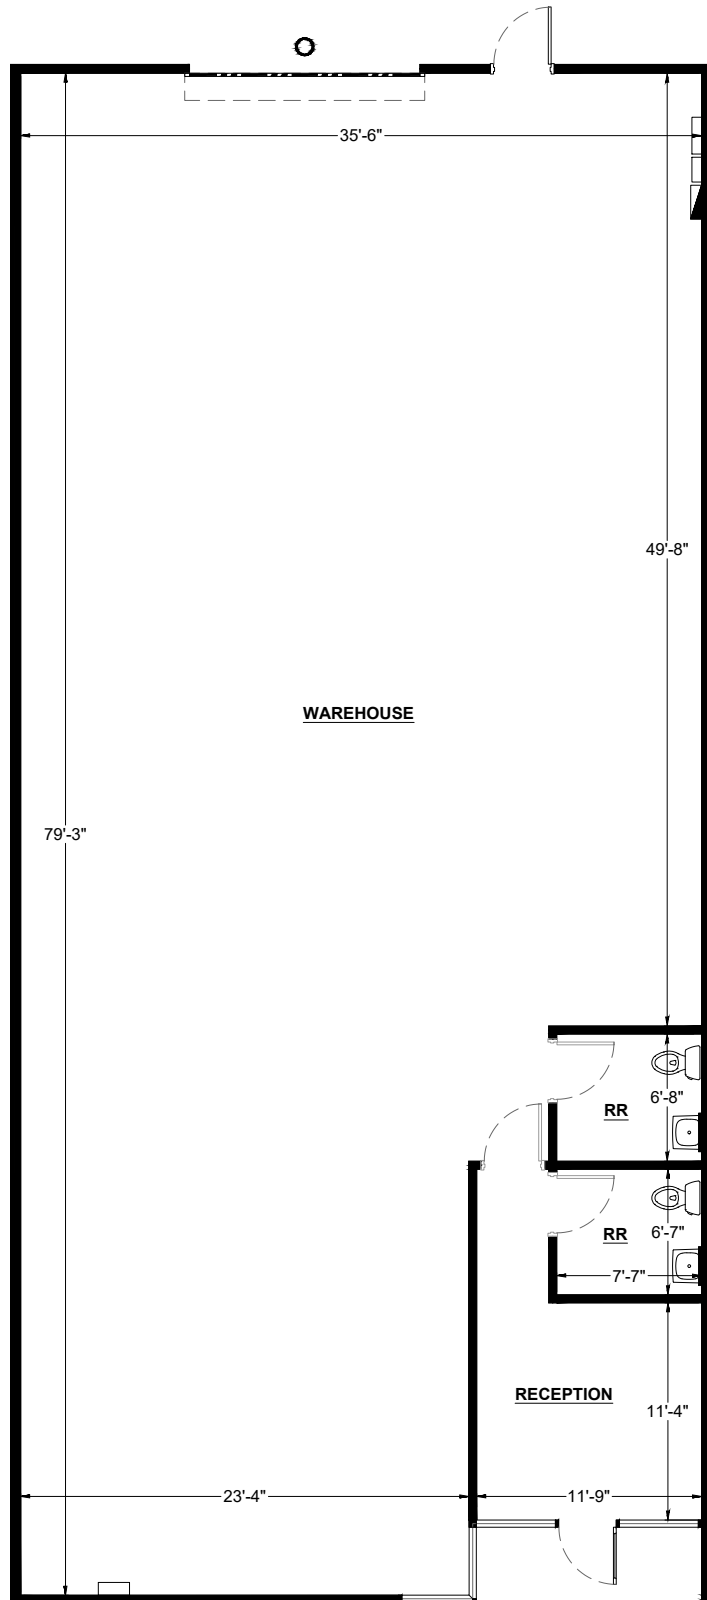 35'-6"
49'-8"
WAREHOUSE
79'-3"
6'-8"
RR
6'-7"
RR
7'-7"
RECEPTION
11'-4"
23'-4"
11'-9"